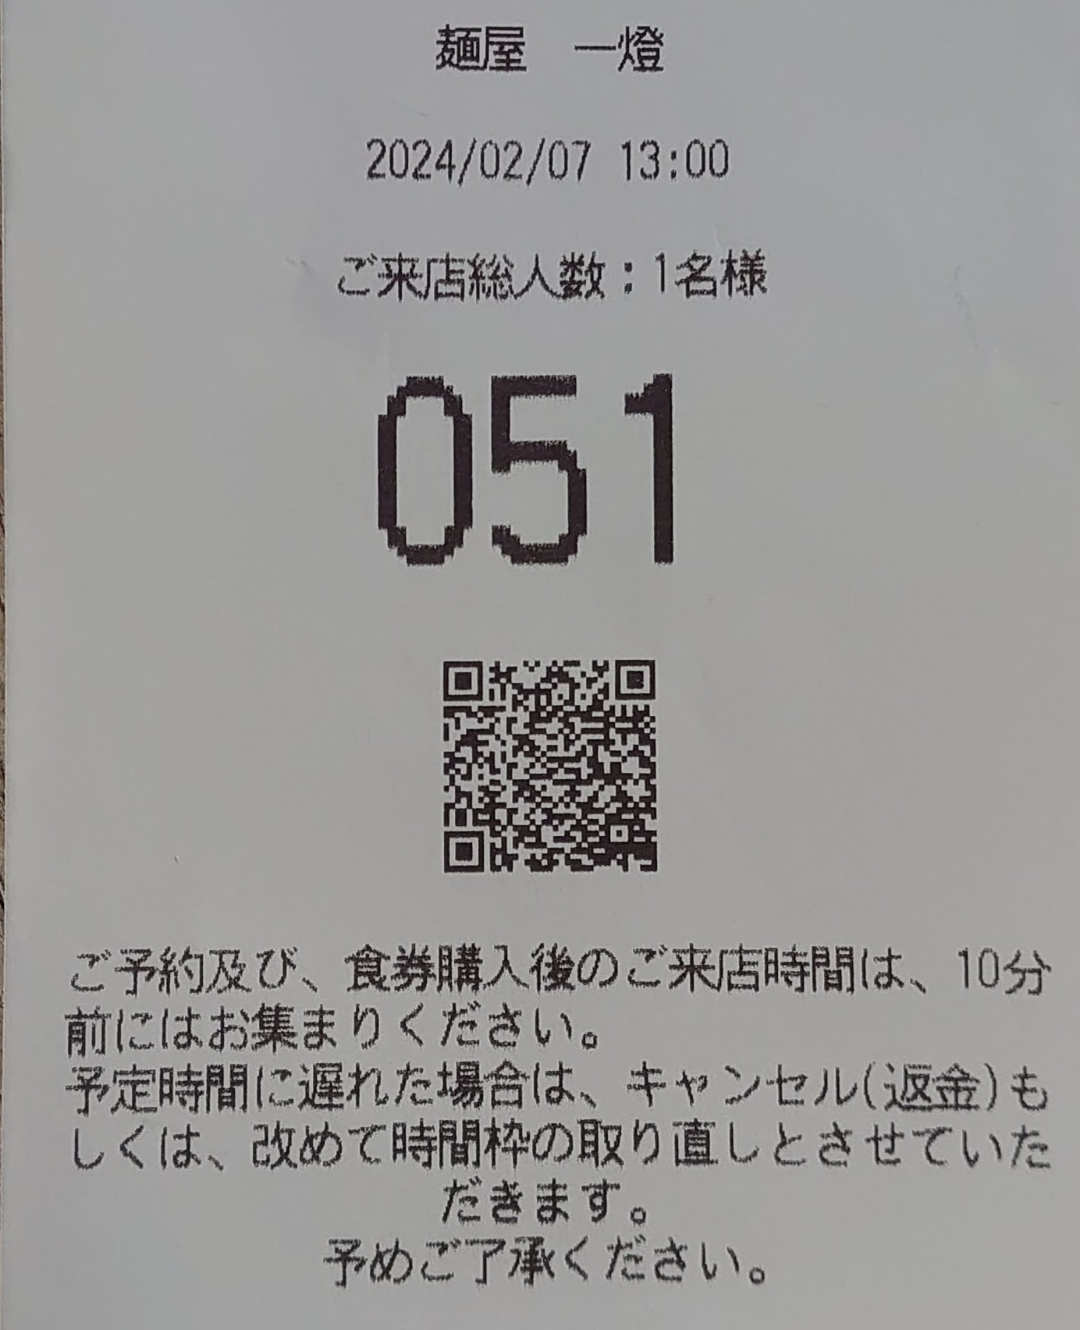 麺屋　一燈
2024/02/07 13:00
ご来店総人数：1名様
051
ご予約及び、食券購入後のご来店時間は、10分
前にはお集まりください。
予定時間に遅れた場合は、キャンセル(返金)も
しくは、改めて時間枠の取り直しとさせていた
だきます。
予めご了承ください。